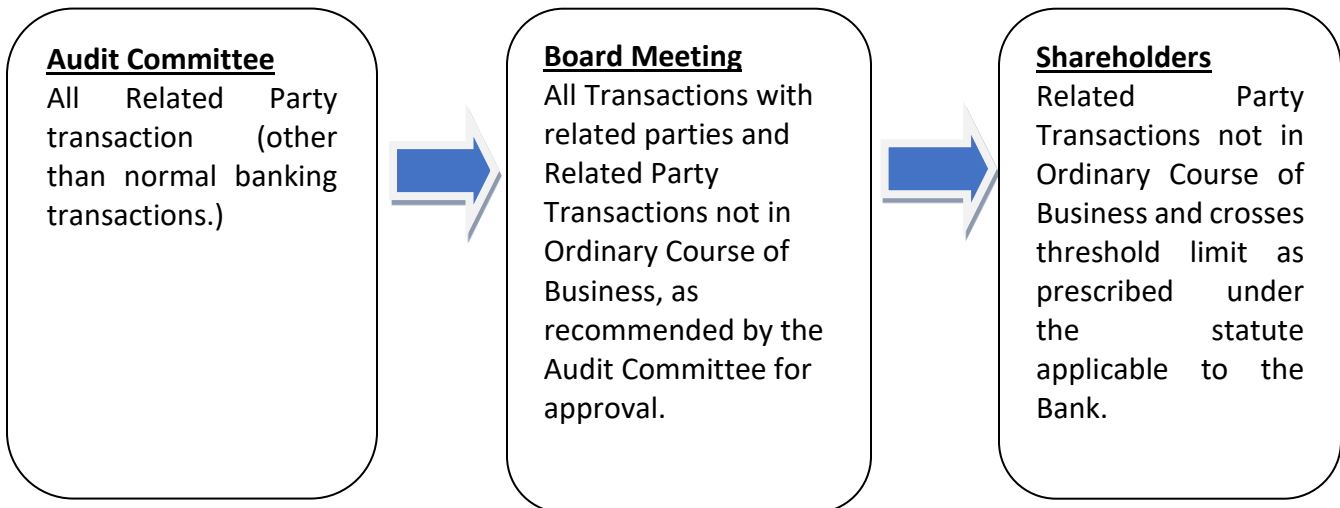 Audit Committee
All Related Party
transaction (other
than normal banking
transactions.)
Board Meeting
All Transactions with
related parties and
Related Party
Transactions not in
Ordinary Course of
Business, as
recommended by the
Audit Committee for
approval.
Shareholders
Related Party
Transactions not in
Ordinary Course of
Business and crosses
threshold limit as
prescribed under
the statute
applicable to the
Bank.